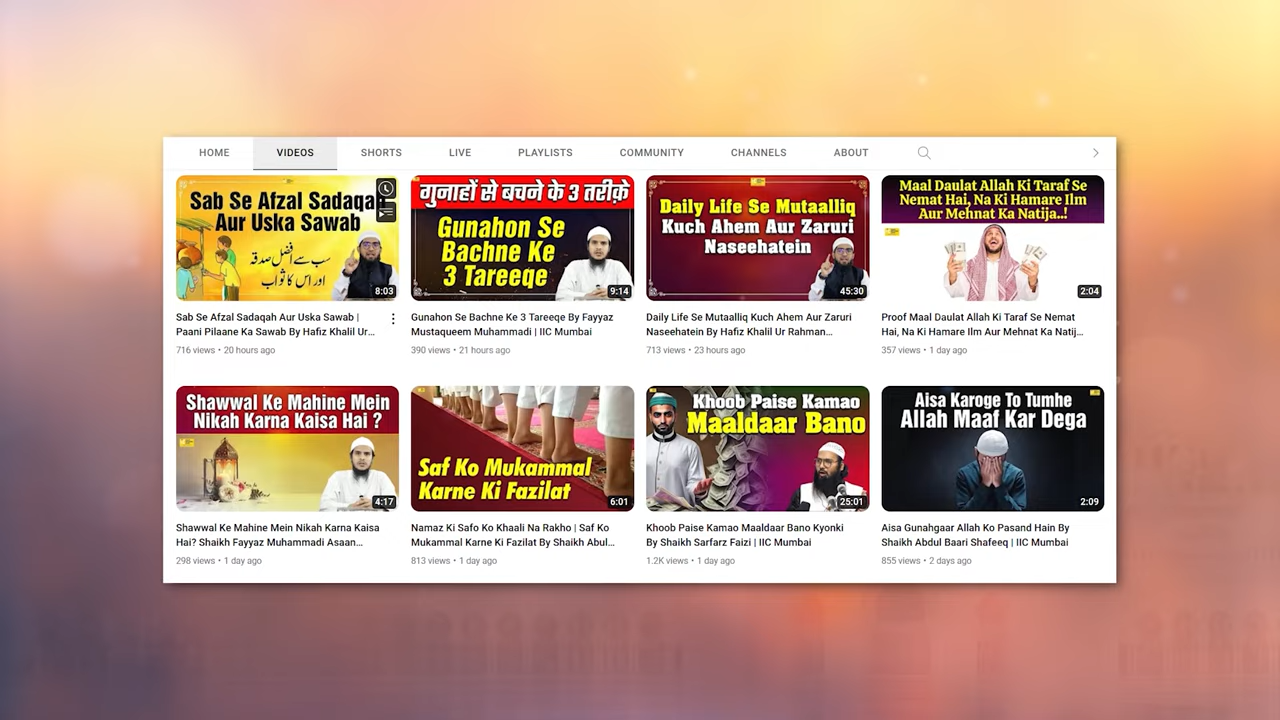 HOME VIDEOS SHORTS LIVE PLAYLISTS COMMUNITY CHANNELS ABOUT
Sab Se Afzal Sadaqah
Aur Uska Sawab
سب سے افضل صدقہ
اور اس کا ثواب
8:03
Sab Se Afzal Sadaqah Aur Uska Sawab |
Paani Pilaane Ka Sawab By Hafiz Khalil Ur...
716 views • 20 hours ago
गुनाहों से बचने के 3 तरीक़े
Gunahon Se
Bachne Ke
3 Tareeqe
9:14
Gunahon Se Bachne Ke 3 Tareeqe By Fayyaz
Mustaqueem Muhammadi | IIC Mumbai
390 views • 21 hours ago
Daily Life Se Mutaalliq
Kuch Ahem Aur Zaruri
Naseehatein
45:30
Daily Life Se Mutaalliq Kuch Ahem Aur Zaruri
Naseehatein By Hafiz Khalil Ur Rahman...
713 views • 23 hours ago
Maal Daulat Allah Ki Taraf Se
Nemat Hai, Na Ki Hamare Ilm
Aur Mehnat Ka Natija..!
2:04
Proof Maal Daulat Allah Ki Taraf Se Nemat
Hai, Na Ki Hamare Ilm Aur Mehnat Ka Natij...
357 views • 1 day ago
Shawwal Ke Mahine Mein
Nikah Karna Kaisa Hai ?
4:17
Shawwal Ke Mahine Mein Nikah Karna Kaisa
Hai? Shaikh Fayyaz Muhammadi Asaan...
298 views • 1 day ago
Saf Ko Mukammal
Karne Ki Fazilat
6:01
Namaz Ki Safo Ko Khaali Na Rakho | Saf Ko
Mukammal Karne Ki Fazilat By Shaikh Abul...
813 views • 1 day ago
Khoob Paise Kamao
Maaldaar Bano
25:01
Khoob Paise Kamao Maaldaar Bano Kyonki
By Shaikh Sarfarz Faizi | IIC Mumbai
1.2K views • 1 day ago
Aisa Karoge To Tumhe
Allah Maaf Kar Dega
2:09
Aisa Gunahgaar Allah Ko Pasand Hain By
Shaikh Abdul Baari Shafeeq | IIC Mumbai
855 views • 2 days ago